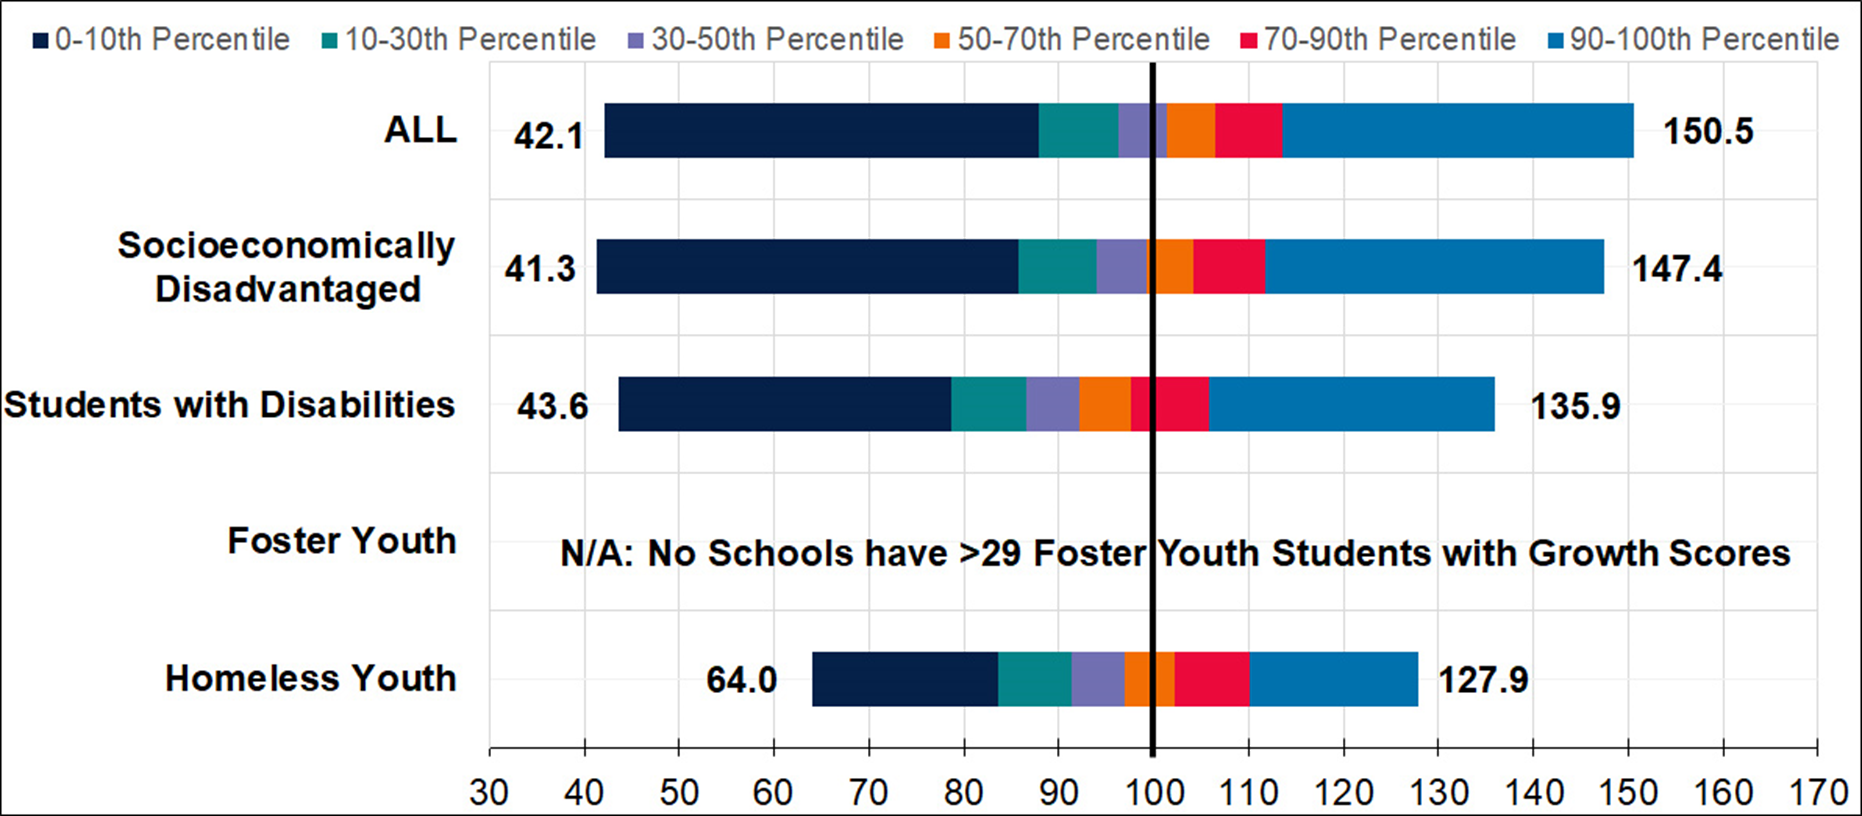 0-10th Percentile 10-30th Percentile 30-50th Percentile 50-70th Percentile 70-90th Percentile 90-100th Percentile
ALL 42.1 150.5
Socioeconomically
Disadvantaged 41.3 147.4
Students with Disabilities 43.6 135.9
Foster Youth N/A: No Schools have >29 Foster Youth Students with Growth Scores
Homeless Youth 64.0 127.9
30 40 50 60 70 80 90 100 110 120 130 140 150 160 170